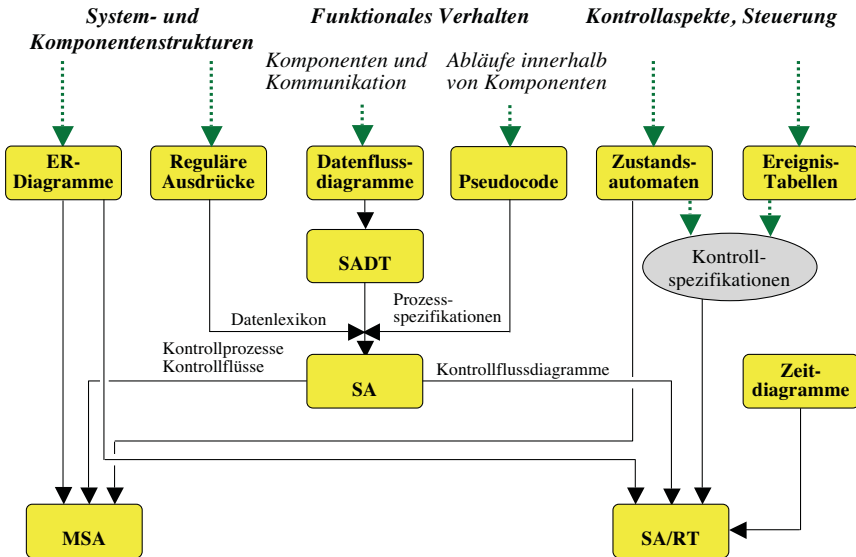 System- und
Komponentenstrukturen
Funktionales Verhalten
Kontrollaspekte, Steuerung
Komponenten und
Kommunikation
Abläufe innerhalb
von Komponenten
ER-
Diagramme
Reguläre
Ausdrücke
Datenfluss-
diagramme
Pseudocode
Zustands-
automaten
Ereignis-
Tabellen
SADT
Kontroll-
spezifikationen
Datenlexikon
Prozess-
spezifikationen
Kontrollprozesse
Kontrollflüsse
SA
Kontrollflussdiagramme
Zeit-
diagramme
MSA
SA/RT